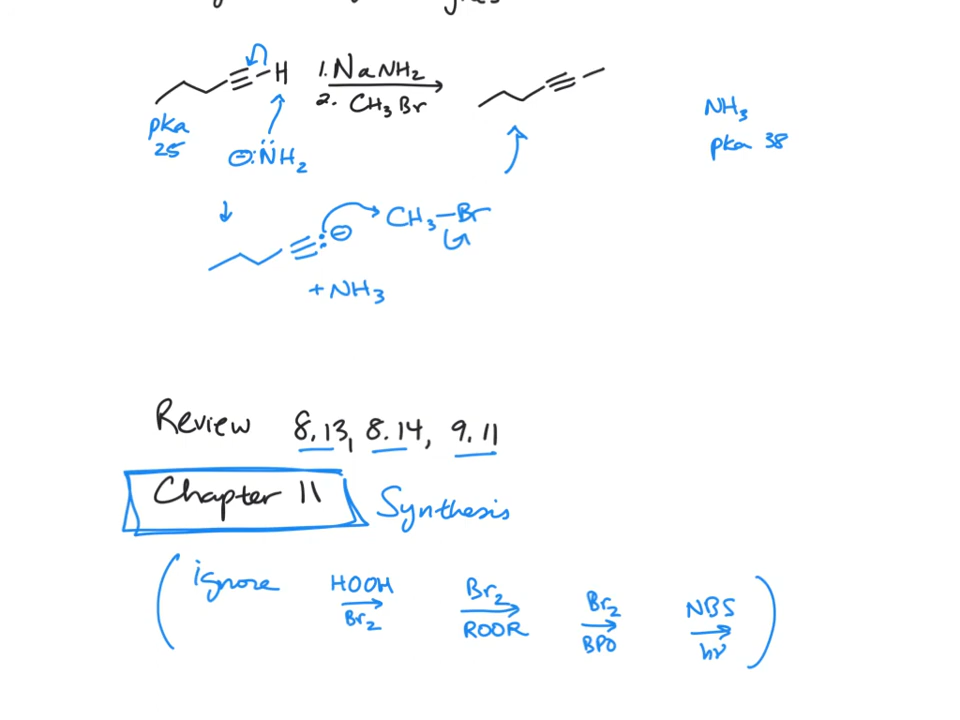 H 1. NaNH2
2. CH3Br
pka
25
⊖:NH2
NH3
pka 38
⊖ CH3-Br
+ NH3
Review 8.13, 8.14, 9.11
Chapter 11 Synthesis
(ignore HOOH Br2 Br2 NBS
Br2 ROOR BPO hν)